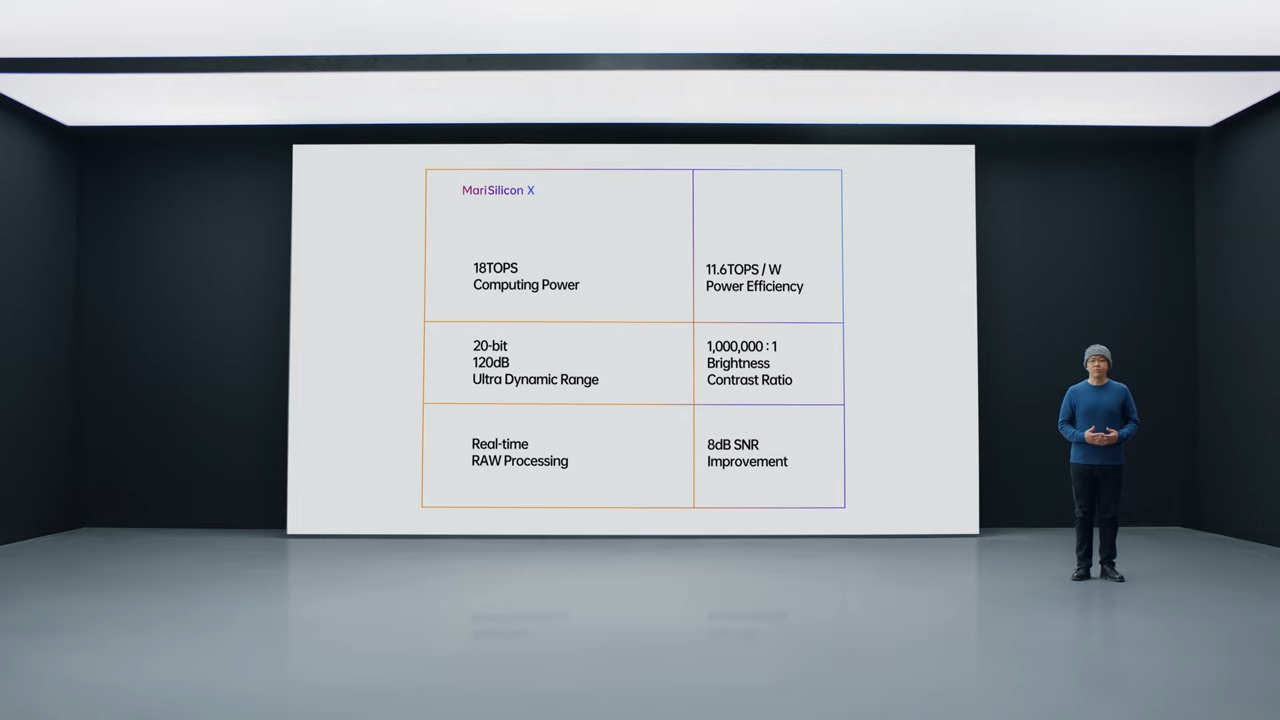 MariSilicon X
18TOPS
Computing Power
11.6TOPS / W
Power Efficiency
20-bit
120dB
Ultra Dynamic Range
1,000,000 : 1
Brightness
Contrast Ratio
Real-time
RAW Processing
8dB SNR
Improvement